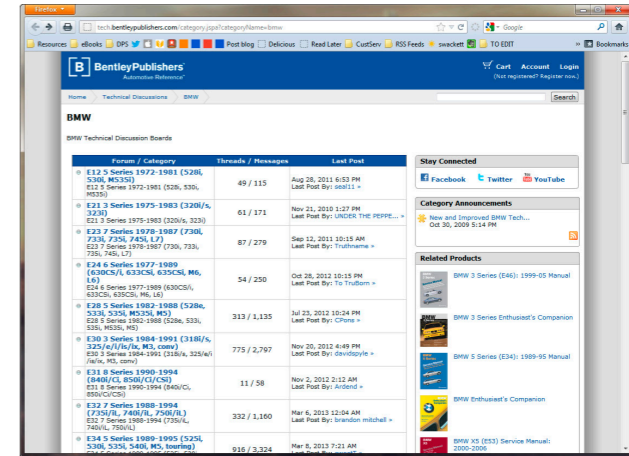 Firefox
tech.bentleypublishers.com/category.jspa?categoryName=bmw
Google
Resources eBooks DPS Post blog Delicious Read Later CustServ RSS Feeds swackett TO EDIT » Bookmarks
[B] BentleyPublishers
Automotive Reference
Cart Account Login
(Not registered? Register now.)
Home Technical Discussions BMW
Search
BMW
BMW Technical Discussion Boards
Forum / Category Threads / Messages Last Post
E12 5 Series 1972-1981 (528i,
530i, M535i)
E12 5 Series 1972-1981 (528i, 530i,
M535i)
49 / 115
Aug 28, 2011 6:53 PM
Last Post By: seal11 »
E21 3 Series 1975-1983 (320i/s,
323i)
E21 3 Series 1975-1983 (320i/s, 323i)
61 / 171
Nov 21, 2010 1:27 PM
Last Post By: UNDER THE PEPPE... »
E23 7 Series 1978-1987 (730i,
733i, 735i, 745i, L7)
E23 7 Series 1978-1987 (730i, 733i,
735i, 745i, L7)
87 / 279
Sep 12, 2011 10:15 AM
Last Post By: Truthname »
E24 6 Series 1977-1989
(630CS/i, 633CSi, 635CSi, M6,
L6)
E24 6 Series 1977-1989 (630CS/i,
633CSi, 635CSi, M6, L6)
54 / 250
Oct 28, 2012 10:15 PM
Last Post By: To TruBorn »
E28 5 Series 1982-1988 (528e,
533i, 535i, M535i, M5)
E28 5 Series 1982-1988 (528e, 533i,
535i, M535i, M5)
313 / 1,135
Jul 23, 2012 10:24 PM
Last Post By: CPons »
E30 3 Series 1984-1991 (318i/s,
325/e/i/is/ix, M3, conv)
E30 3 Series 1984-1991 (318i/s, 325/e/i
/is/ix, M3, conv)
775 / 2,797
Nov 20, 2012 4:49 PM
Last Post By: davidspyle »
E31 8 Series 1990-1994
(840i/Ci, 850i/Ci/CSi)
E31 8 Series 1990-1994 (840i/Ci,
850i/Ci/CSi)
11 / 58
Nov 2, 2012 2:12 AM
Last Post By: Ardend »
E32 7 Series 1988-1994
(735i/iL, 740i/iL, 750i/iL)
E32 7 Series 1988-1994 (735i/iL,
740i/iL, 750i/iL)
332 / 1,160
Mar 6, 2013 12:04 AM
Last Post By: brandon mitchell »
E34 5 Series 1989-1995 (525i,
530i, 535i, 540i, M5, touring)
916 / 3,324
Mar 8, 2013 7:21 AM
Stay Connected
Facebook Twitter YouTube
Category Announcements
New and Improved BMW Tech...
Oct 30, 2009 5:14 PM
Related Products
BMW 3 Series (E46): 1999-05 Manual
BMW 3 Series Enthusiast's Companion
BMW 5 Series (E34): 1989-95 Manual
BMW Enthusiast's Companion
BMW X5 (E53) Service Manual:
2000-2006